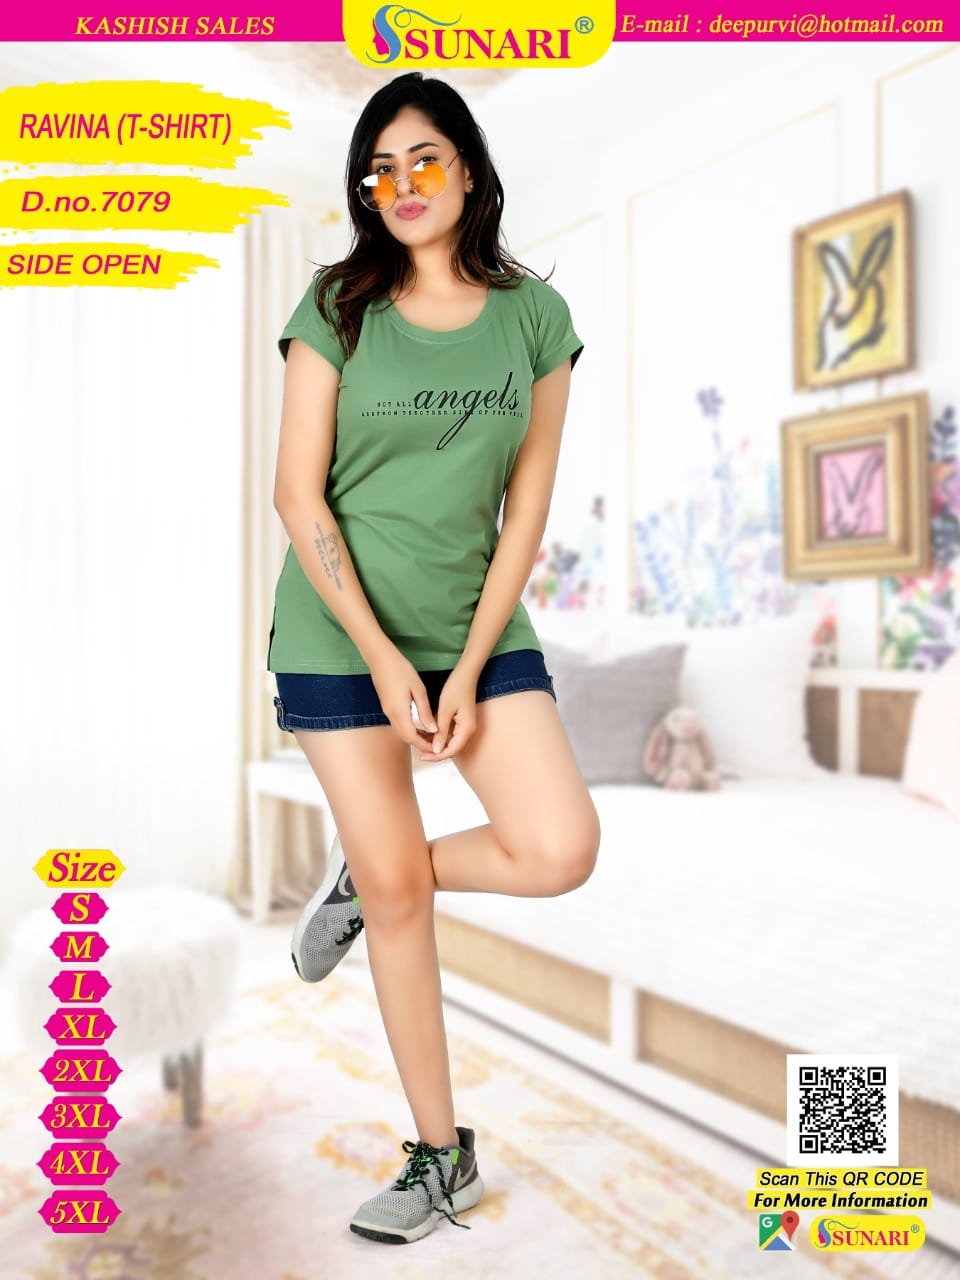 KASHISH SALES
SUNARI®
E-mail : deepurvi@hotmail.com
RAVINA (T-SHIRT)
D.no.7079
SIDE OPEN
NOT ALL angels
Size
S
M
L
XL
2XL
3XL
4XL
5XL
Scan This QR CODE
For More Information
G
SUNARI®